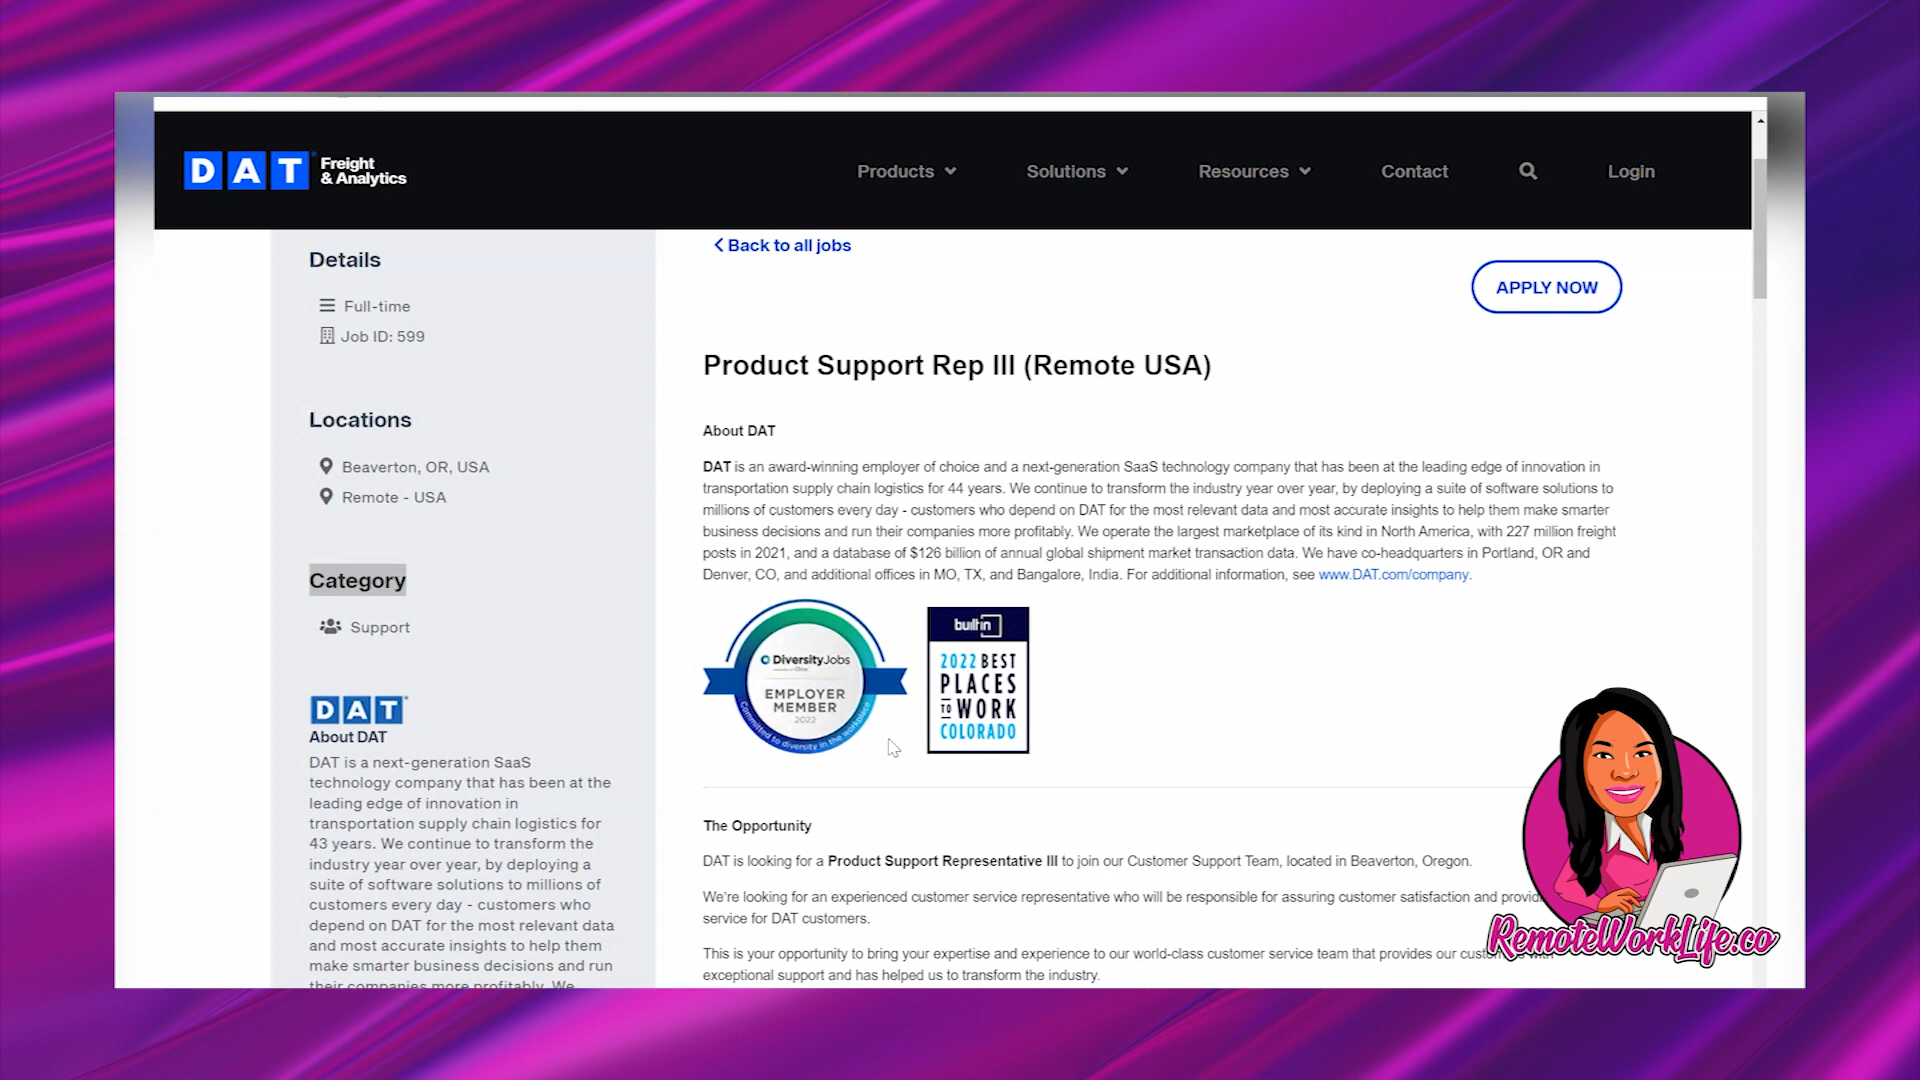 DAT Freight
& Analytics
Products
Solutions
Resources
Contact
Login
Details
Full-time
Job ID: 599
Locations
Beaverton, OR, USA
Remote - USA
Category
Support
DAT
About DAT
DAT is a next-generation SaaS
technology company that has been at the
leading edge of innovation in
transportation supply chain logistics for
43 years. We continue to transform the
industry year over year, by deploying a
suite of software solutions to millions of
customers every day - customers who
depend on DAT for the most relevant data
and most accurate insights to help them
make smarter business decisions and run
their companies more profitably. We
Back to all jobs
APPLY NOW
Product Support Rep III (Remote USA)
About DAT
DAT is an award-winning employer of choice and a next-generation SaaS technology company that has been at the leading edge of innovation in
transportation supply chain logistics for 44 years. We continue to transform the industry year over year, by deploying a suite of software solutions to
millions of customers every day - customers who depend on DAT for the most relevant data and most accurate insights to help them make smarter
business decisions and run their companies more profitably. We operate the largest marketplace of its kind in North America, with 227 million freight
posts in 2021, and a database of $126 billion of annual global shipment market transaction data. We have co-headquarters in Portland, OR and
Denver, CO, and additional offices in MO, TX, and Bangalore, India. For additional information, see www.DAT.com/company.
DiversityJobs
EMPLOYER
MEMBER
2022
Committed to diversity in the workplace
builtin
2022 BEST
PLACES
TO WORK
COLORADO
The Opportunity
DAT is looking for a Product Support Representative III to join our Customer Support Team, located in Beaverton, Oregon.
We're looking for an experienced customer service representative who will be responsible for assuring customer satisfaction and
service for DAT customers.
This is your opportunity to bring your expertise and experience to our world-class customer service team that provides our
exceptional support and has helped us to transform the industry.
RemoteWorkLife.co